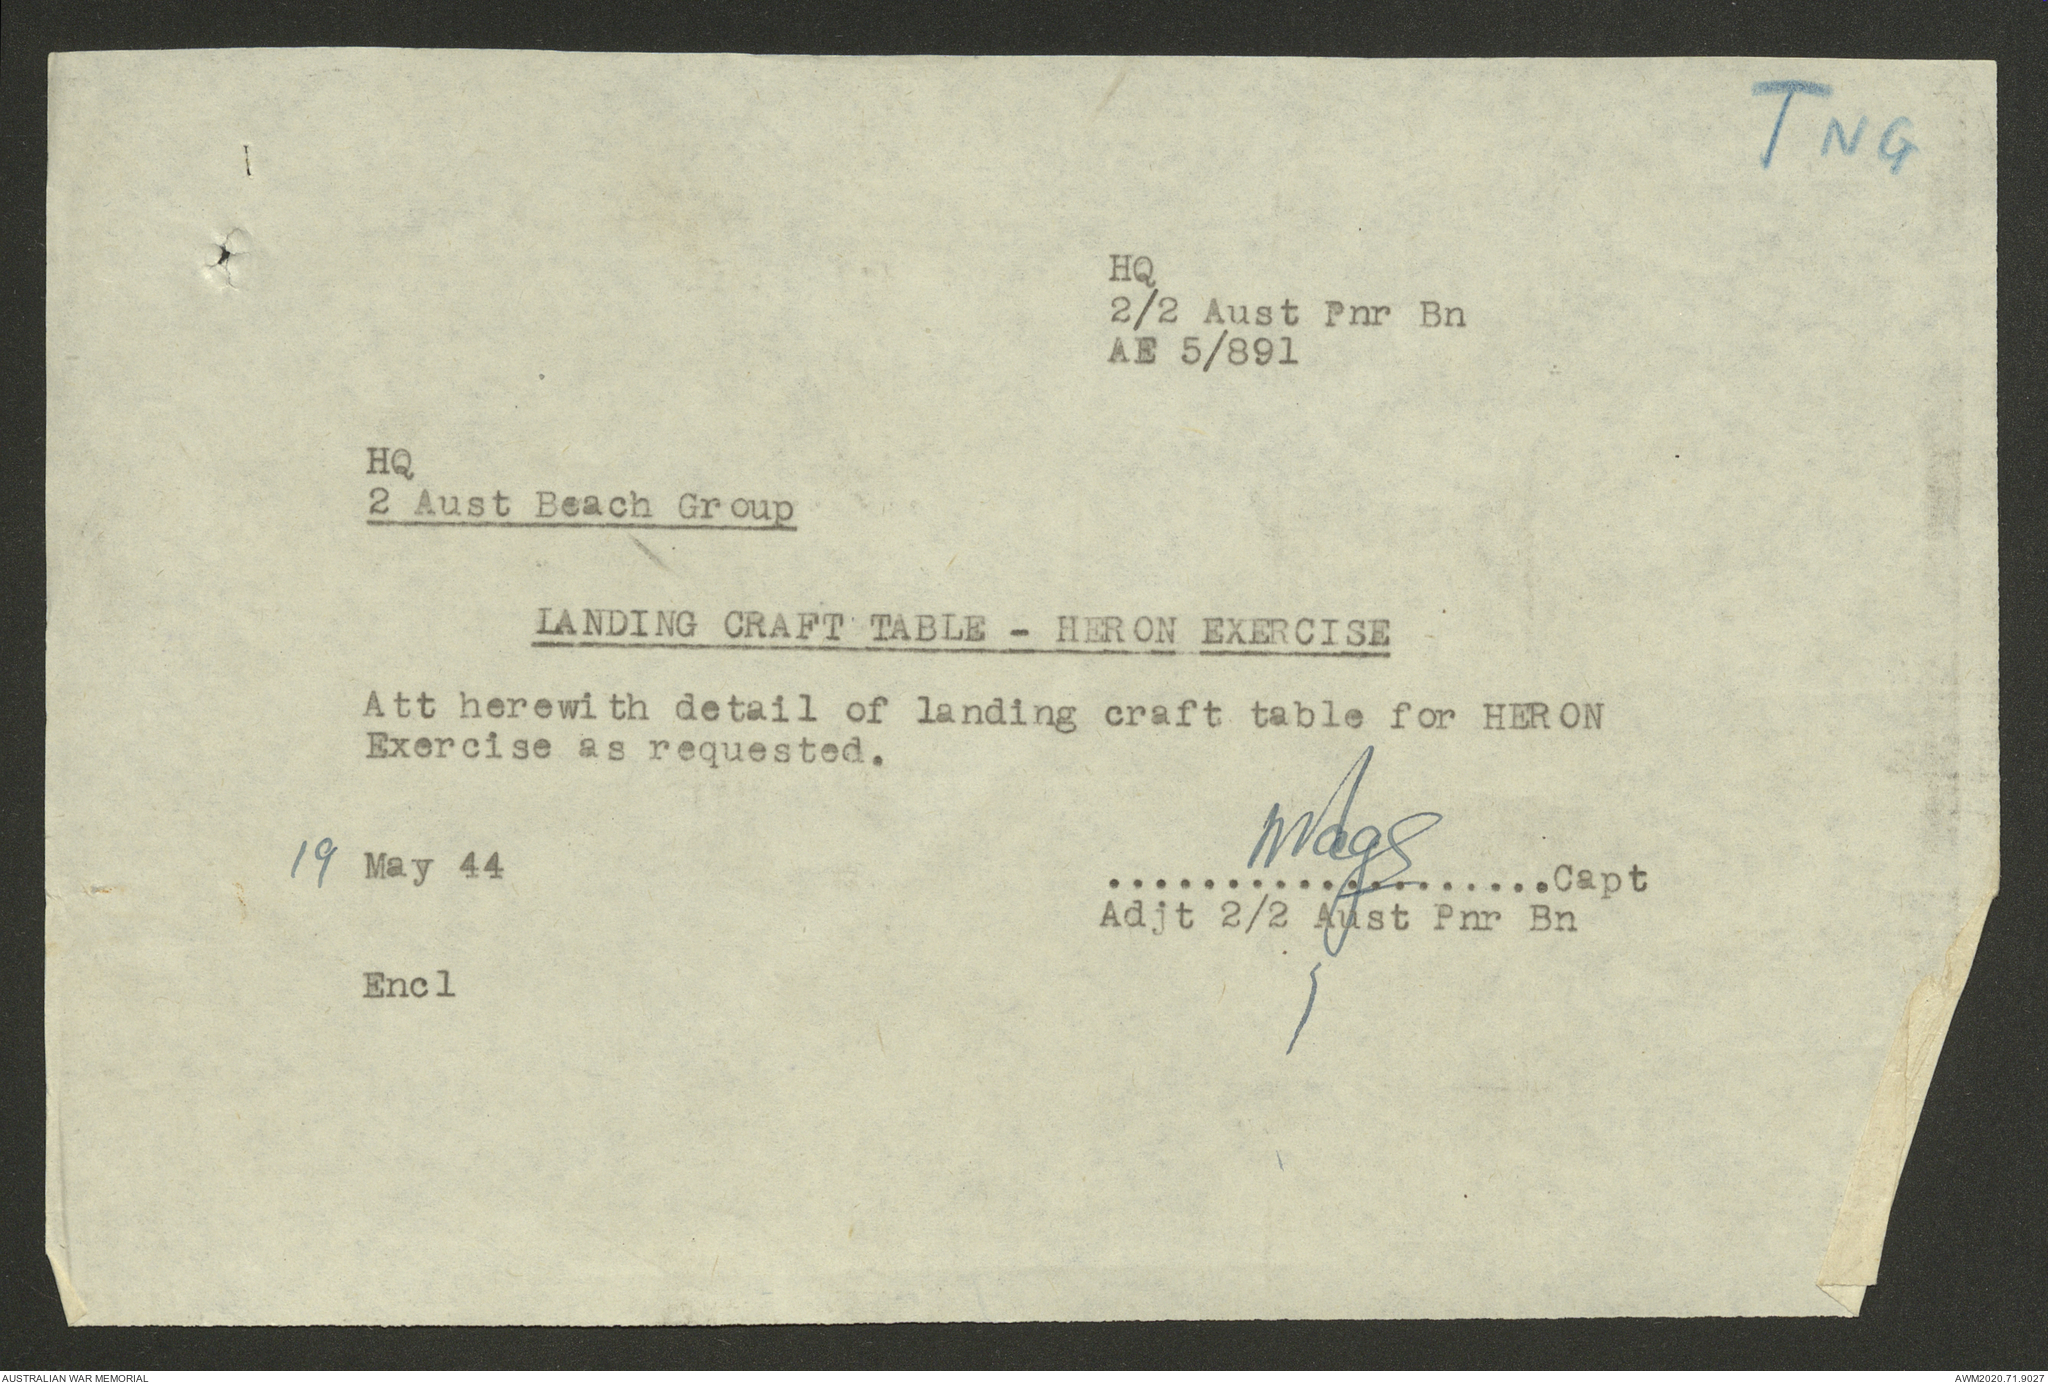 TNG
HQ
2/2 Aust Pnr Bn
AE 5/891
HQ
2 Aust Beach Group
LANDING CRAFT TABLE - HERON EXERCISE
Att herewith detail of landing craft table for HERON
Exercise as requested.
19 May 44
...................Capt
Adjt 2/2 Aust Pnr Bn
Encl
AUSTRALIAN WAR MEMORIAL
AWM2020.71.9027